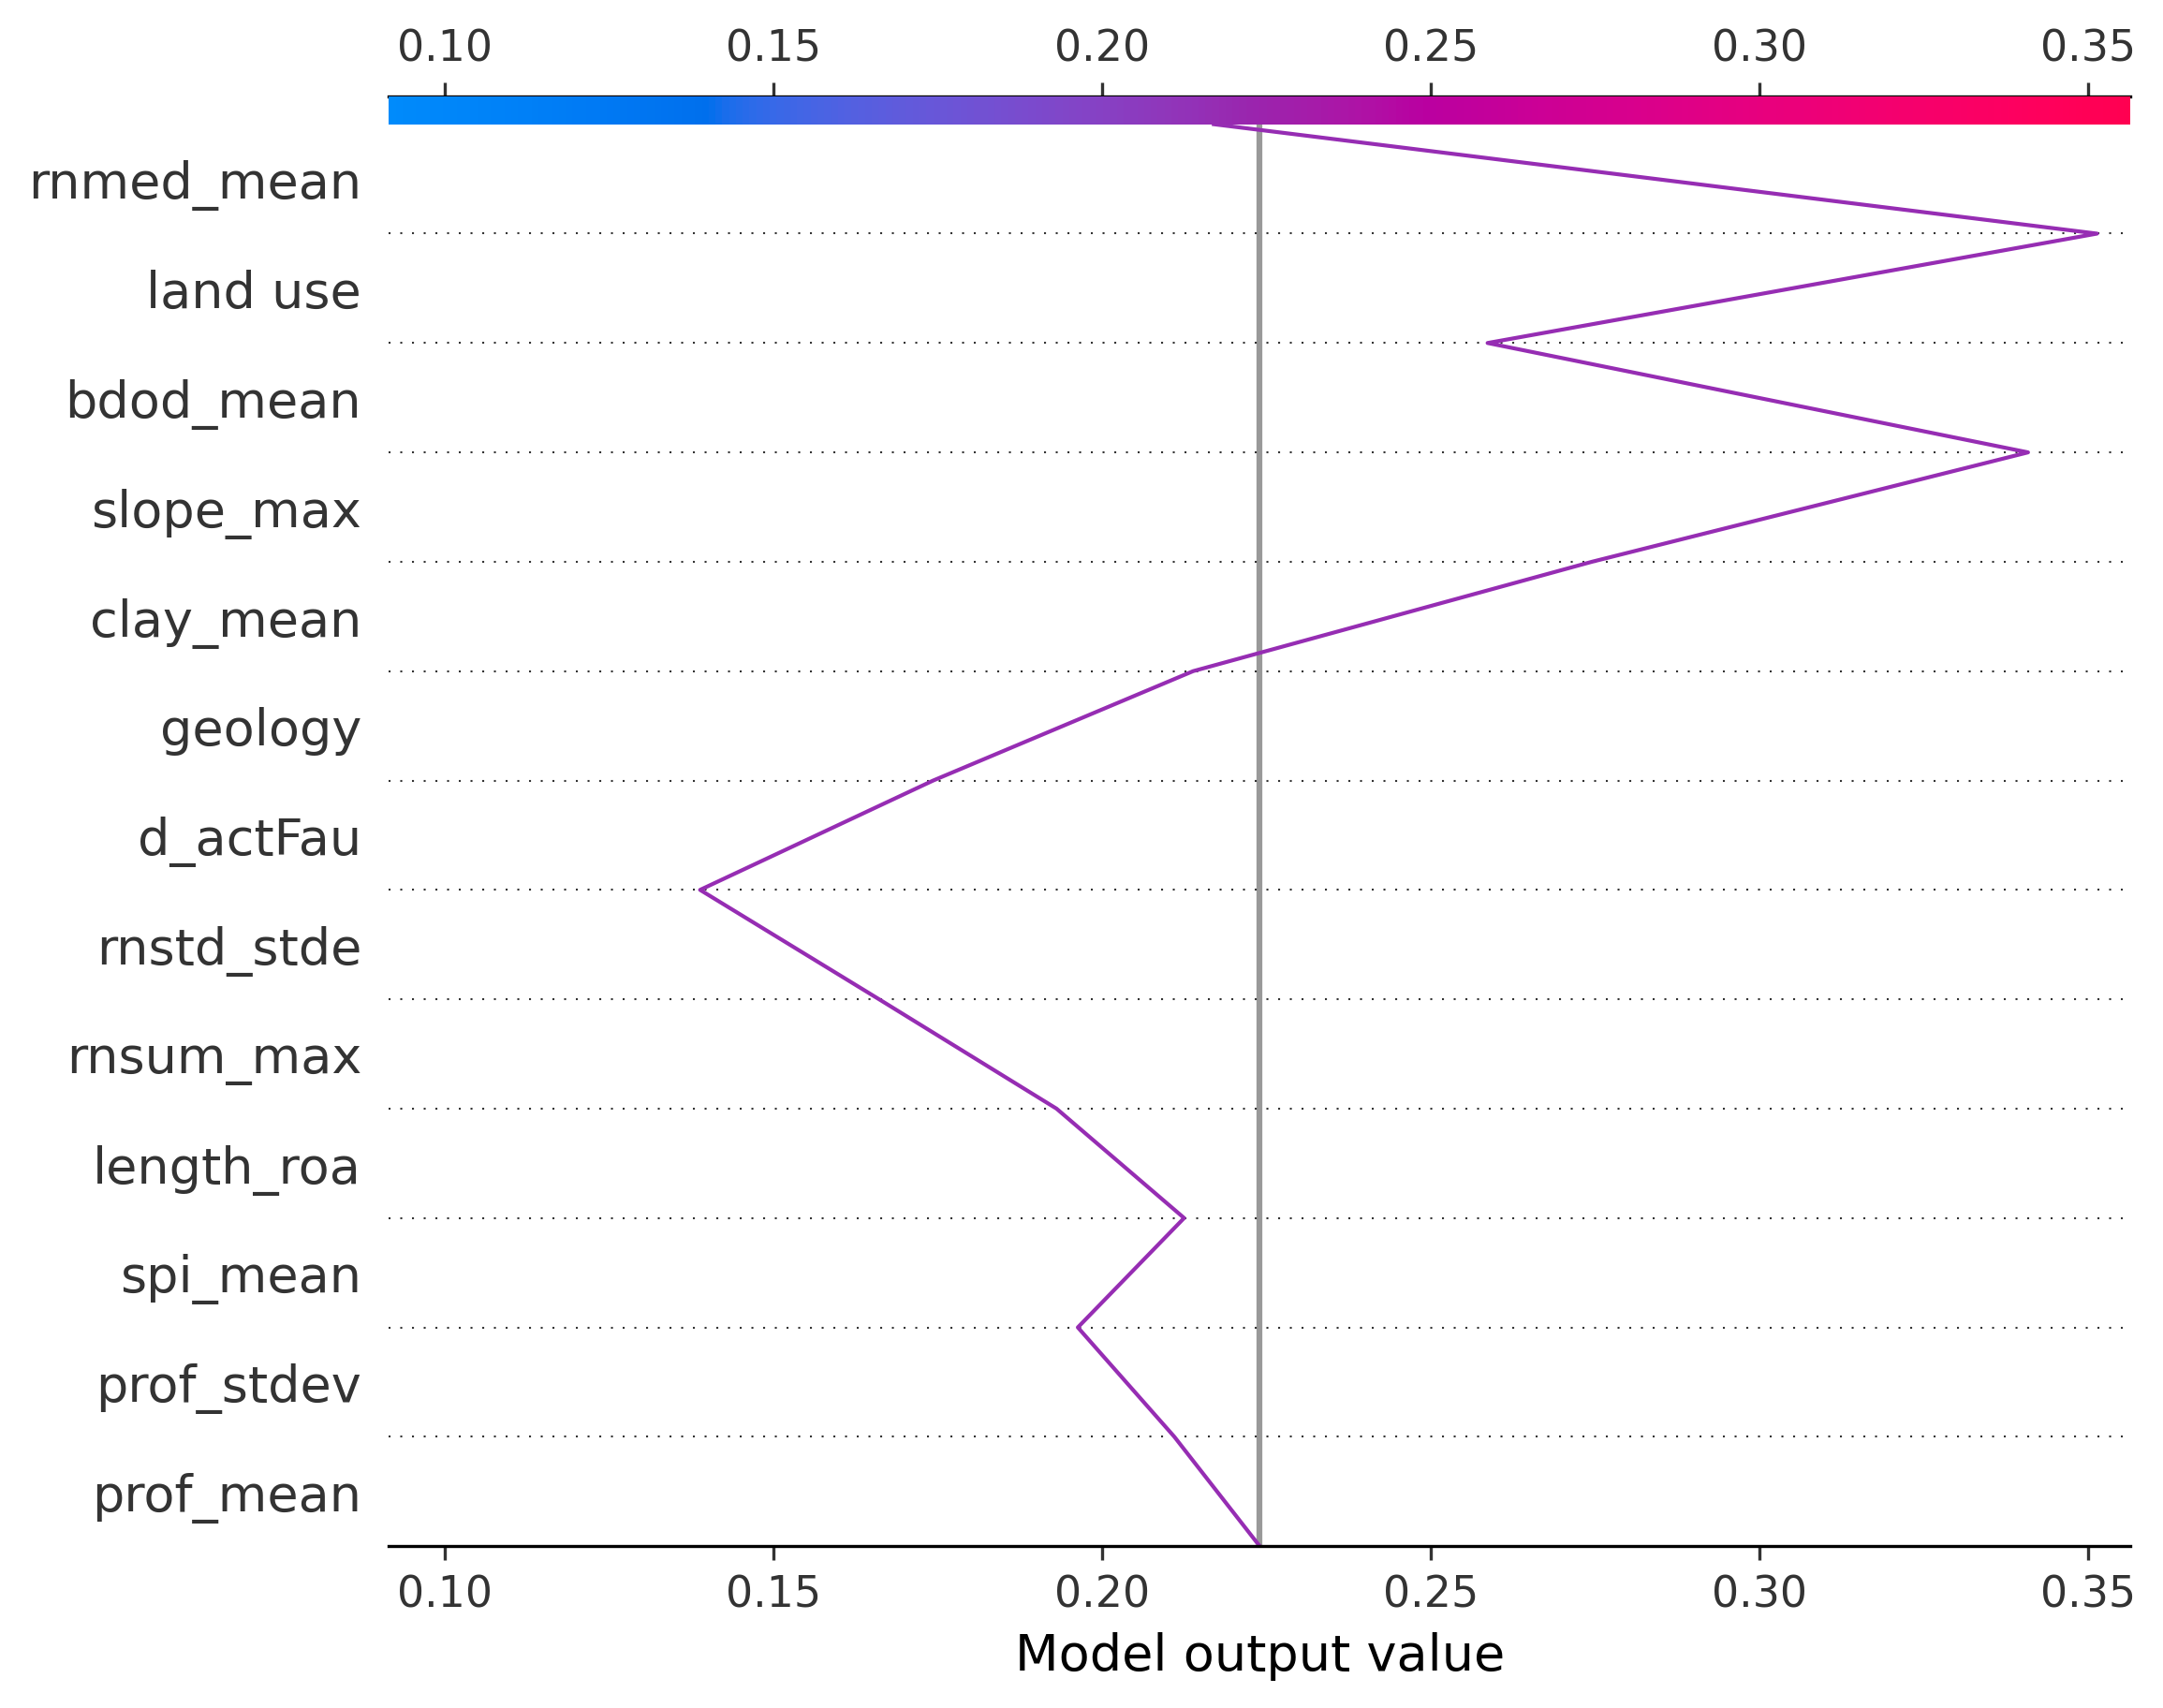 0.10 0.15 0.20 0.25 0.30 0.35
rnmed_mean
land use
bdod_mean
slope_max
clay_mean
geology
d_actFau
rnstd_stde
rnsum_max
length_roa
spi_mean
prof_stdev
prof_mean
0.10 0.15 0.20 0.25 0.30 0.35
Model output value